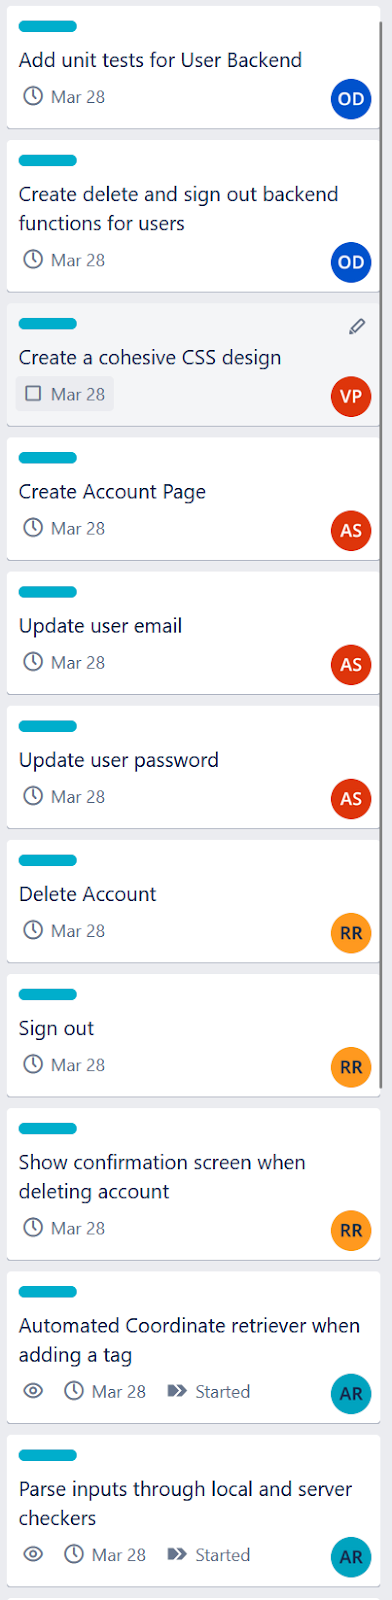 Add unit tests for User Backend
Mar 28
OD
Create delete and sign out backend
functions for users
Mar 28
OD
Create a cohesive CSS design
Mar 28
VP
Create Account Page
Mar 28
AS
Update user email
Mar 28
AS
Update user password
Mar 28
AS
Delete Account
Mar 28
RR
Sign out
Mar 28
RR
Show confirmation screen when
deleting account
Mar 28
RR
Automated Coordinate retriever when
adding a tag
Mar 28 Started
AR
Parse inputs through local and server
checkers
Mar 28 Started
AR